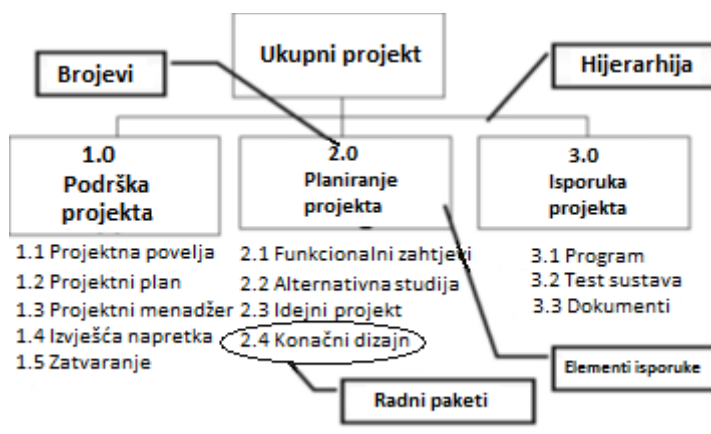 Ukupni projekt
Brojevi
Hijerarhija
1.0
Podrška
projekta
2.0
Planiranje
projekta
3.0
Isporuka
projekta
1.1 Projektna povelja
1.2 Projektni plan
1.3 Projektni menadžer
1.4 Izvješća napretka
1.5 Zatvaranje
2.1 Funkcionalni zahtjevi
2.2 Alternativna studija
2.3 Idejni projekt
2.4 Konačni dizajn
3.1 Program
3.2 Test sustava
3.3 Dokumenti
Elementi isporuke
Radni paketi